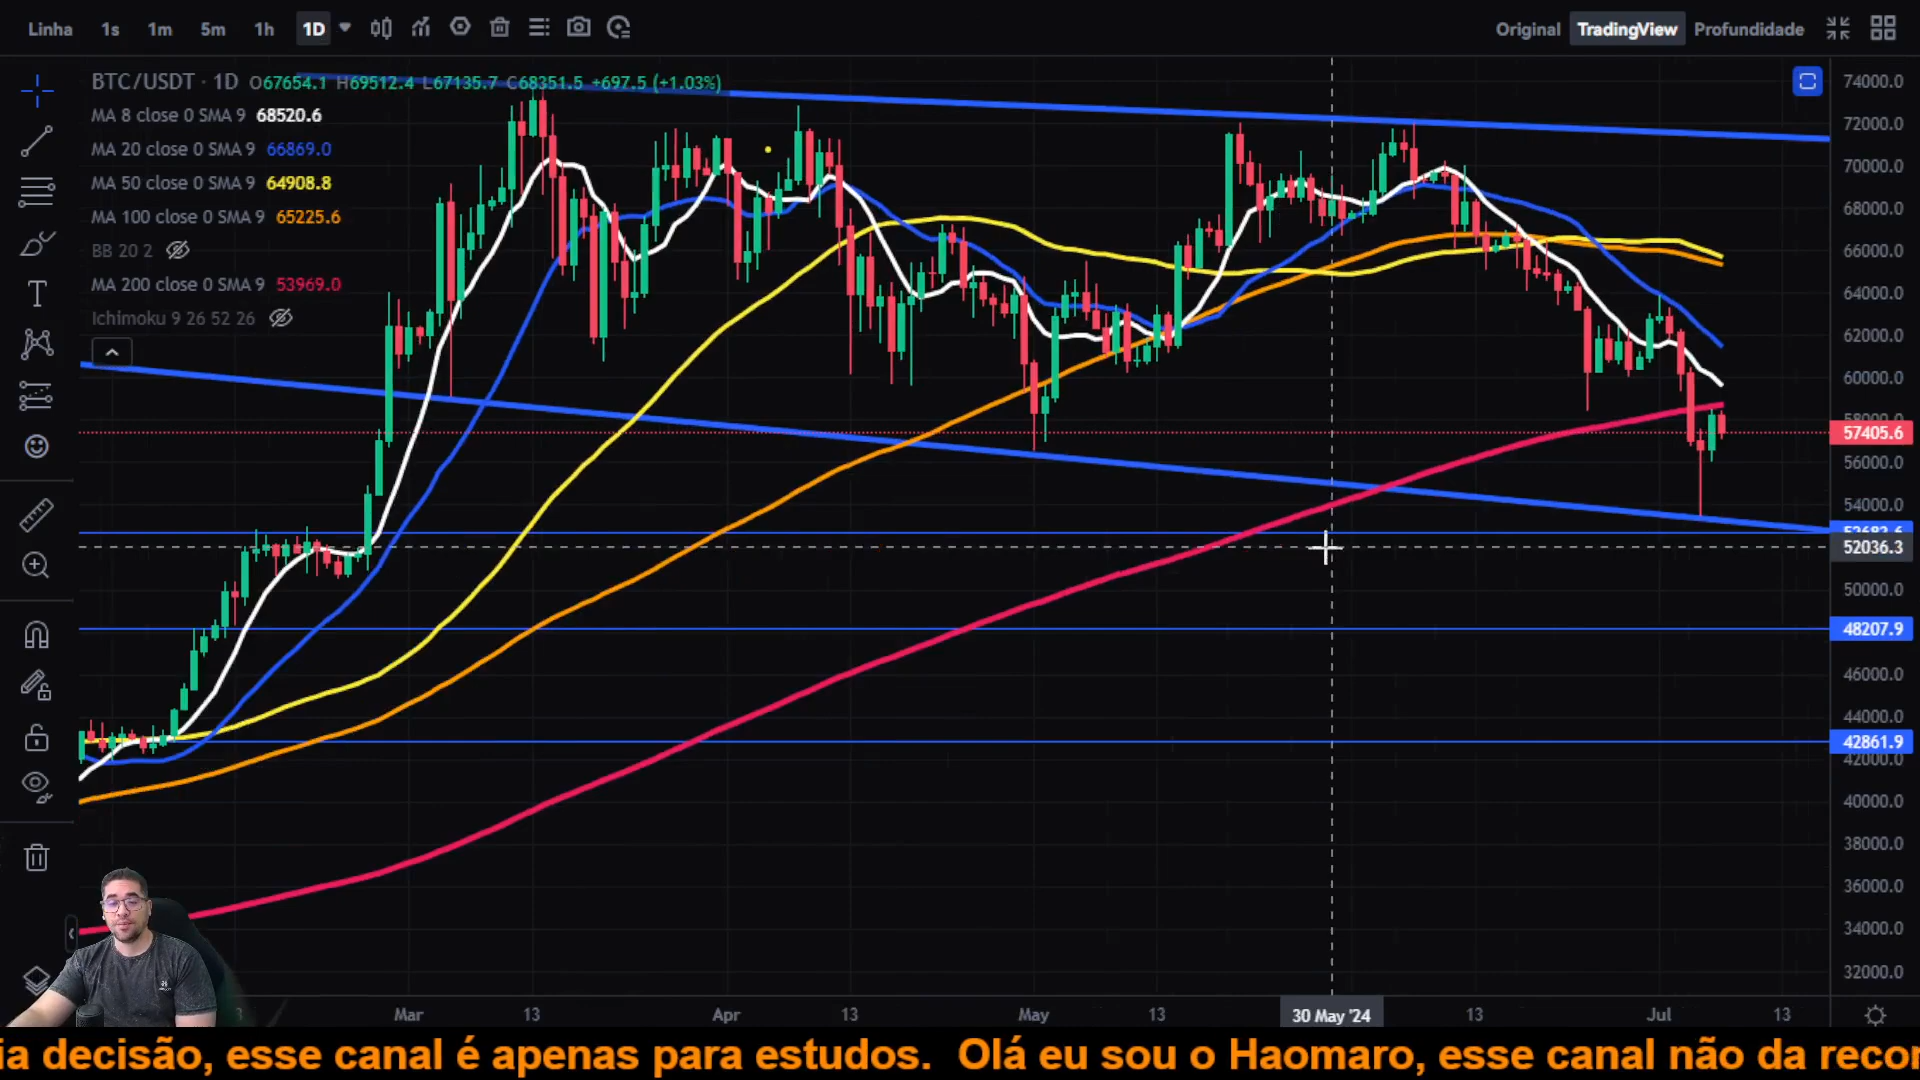 Linha 1s 1m 5m 1h 1D
Original TradingView Profundidade
BTC/USDT · 1D O67654.1 H69512.4 L67135.7 C68351.5 +697.5 (+1.03%)
MA 8 close 0 SMA 9 68520.6
MA 20 close 0 SMA 9 66869.0
MA 50 close 0 SMA 9 64908.8
MA 100 close 0 SMA 9 65225.6
BB 20 2
MA 200 close 0 SMA 9 53969.0
Ichimoku 9 26 52 26
74000.0
72000.0
70000.0
68000.0
66000.0
64000.0
62000.0
60000.0
58000.0
57405.6
56000.0
54000.0
52036.3
50000.0
48207.9
46000.0
44000.0
42861.9
42000.0
40000.0
38000.0
36000.0
34000.0
32000.0
Mar 13 Apr 13 May 13 30 May '24 13 Jul 13
ia decisão, esse canal é apenas para estudos. Olá eu sou o Haomaro, esse canal não da recor